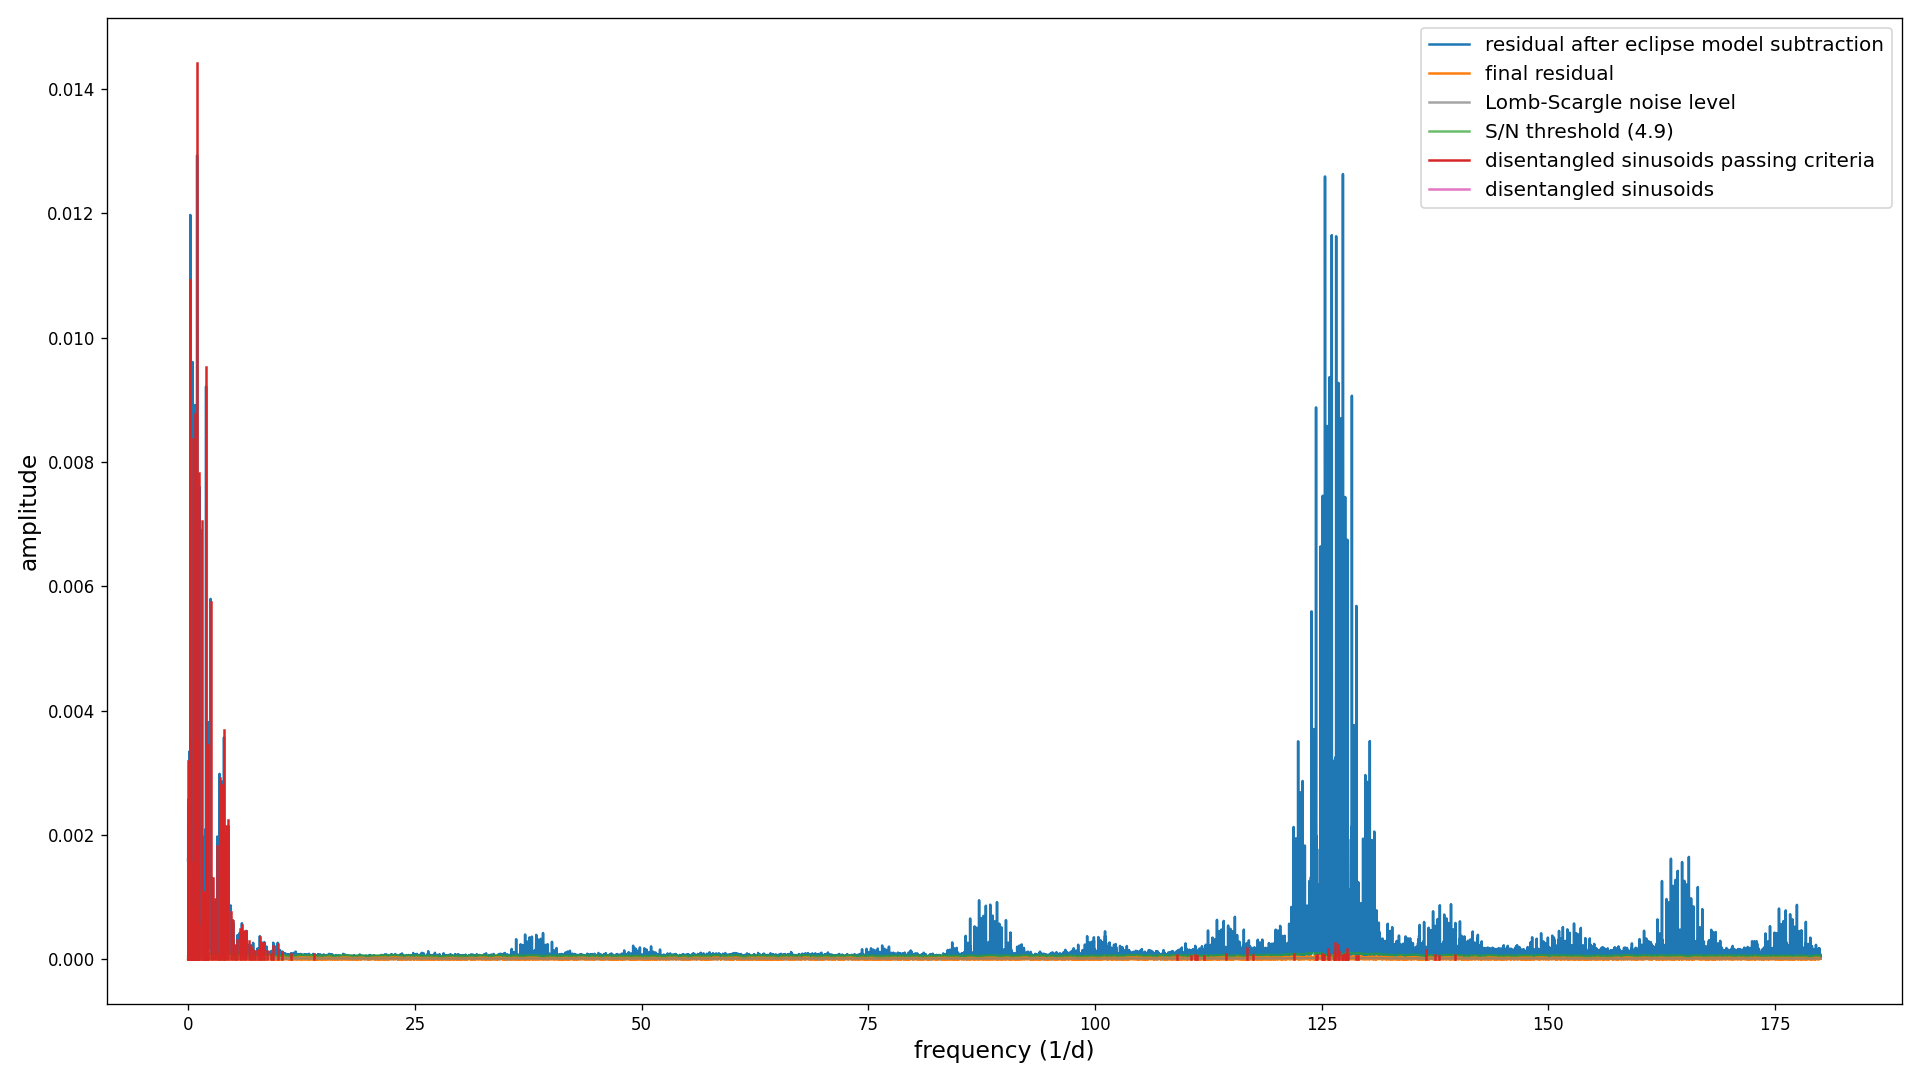 residual after eclipse model subtraction
final residual
Lomb-Scargle noise level
S/N threshold (4.9)
disentangled sinusoids passing criteria
disentangled sinusoids
amplitude
0.014
0.012
0.010
0.008
0.006
0.004
0.002
0.000
0 25 50 75 100 125 150 175
frequency (1/d)